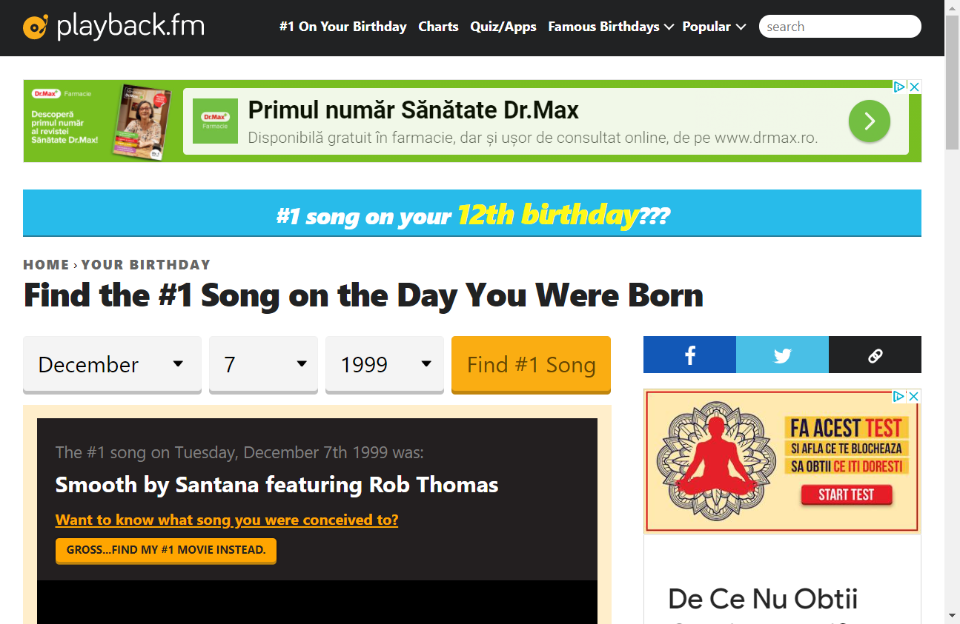 playback.fm
#1 On Your Birthday Charts Quiz/Apps Famous Birthdays Popular search
Dr.Max Farmacie
Descoperă
primul număr
al revistei
Sănătate Dr.Max!
Dr.Max
Farmacie
Primul număr Sănătate Dr.Max
Disponibilă gratuit în farmacie, dar și ușor de consultat online, de pe www.drmax.ro.
#1 song on your 12th birthday???
HOME › YOUR BIRTHDAY
Find the #1 Song on the Day You Were Born
December 7 1999 Find #1 Song
The #1 song on Tuesday, December 7th 1999 was:
Smooth by Santana featuring Rob Thomas
Want to know what song you were conceived to?
GROSS...FIND MY #1 MOVIE INSTEAD.
FA ACEST TEST
SI AFLA CE TE BLOCHEAZA
SA OBTII CE ITI DORESTI
START TEST
De Ce Nu Obtii